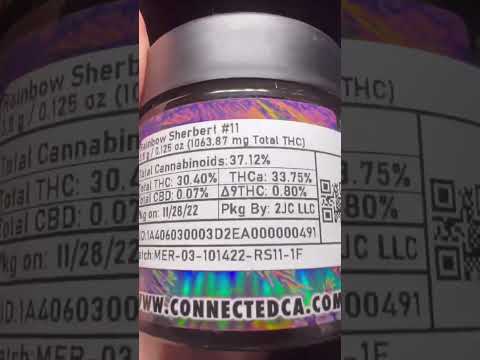 Rainbow Sherbert #11
3.5 g / 0.125 oz (1063.87 mg Total THC)
Total Cannabinoids: 37.12%
Total THC: 30.40% THCa: 33.75%
Total CBD: 0.07% Δ9THC: 0.80%
Pkg on: 11/28/22 Pkg By: 2JC LLC
UID:1A406030003D2EA000000491
Batch: MER-03-101422-RS11-1F
WWW.CONNECTEDCA.COM